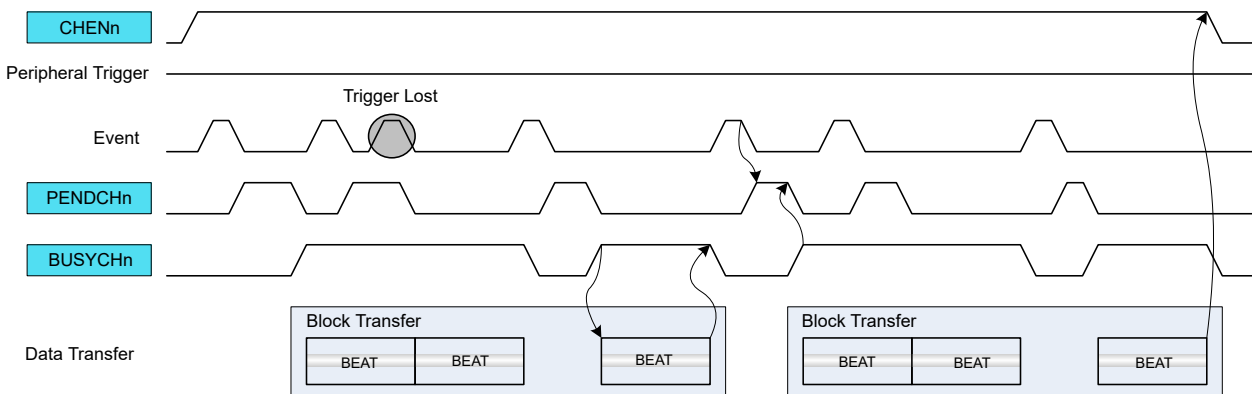 CHENn
Peripheral Trigger
Trigger Lost
Event
PENDCHn
BUSYCHn
Block Transfer
Block Transfer
Data Transfer
BEAT
BEAT
BEAT
BEAT
BEAT
BEAT